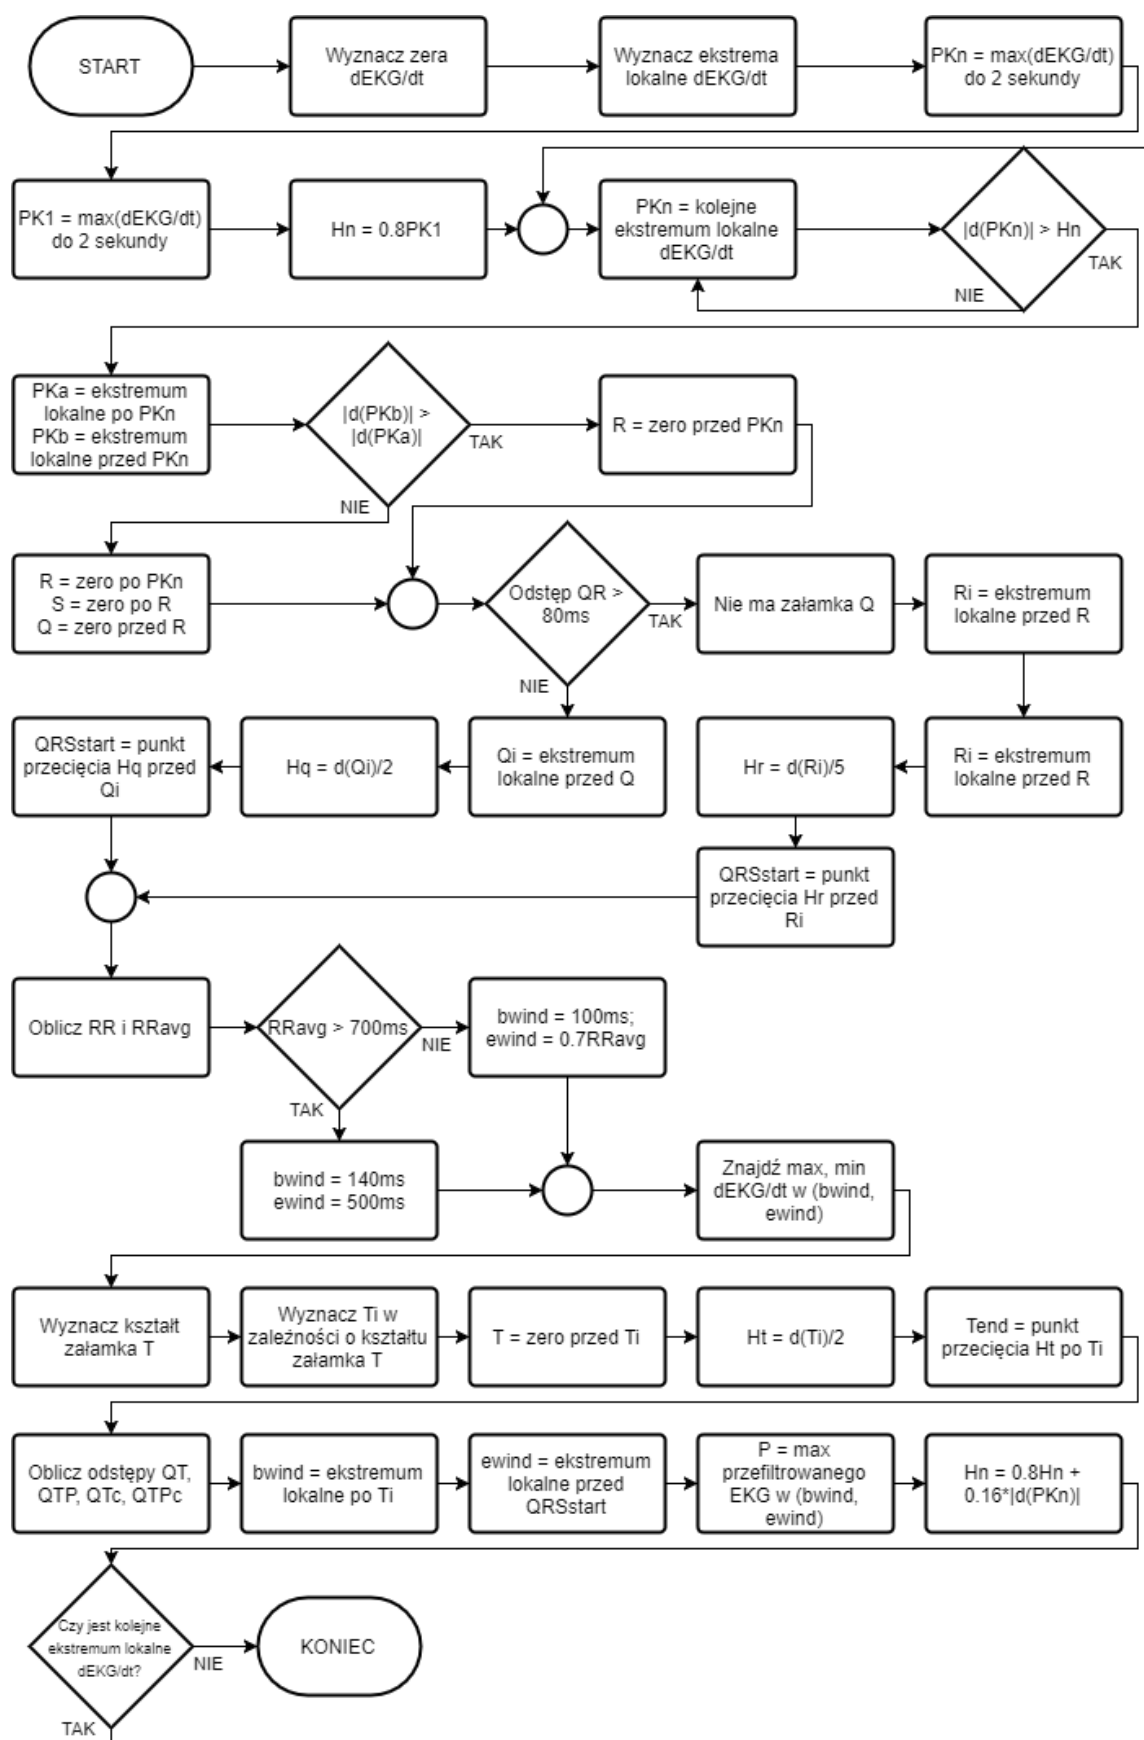 START
Wyznacz zera
dEKG/dt
Wyznacz ekstrema
lokalne dEKG/dt
PKn = max(dEKG/dt)
do 2 sekundy
PK1 = max(dEKG/dt)
do 2 sekundy
Hn = 0.8PK1
PKn = kolejne
ekstremum lokalne
dEKG/dt
|d(PKn)| > Hn
TAK
NIE
PKa = ekstremum
lokalne po PKn
PKb = ekstremum
lokalne przed PKn
|d(PKb)| >
|d(PKa)|
TAK
NIE
R = zero przed PKn
R = zero po PKn
S = zero po R
Q = zero przed R
Odstęp QR >
80ms
TAK
NIE
Nie ma załamka Q
Ri = ekstremum
lokalne przed R
QRSstart = punkt
przecięcia Hq przed
Qi
Hq = d(Qi)/2
Qi = ekstremum
lokalne przed Q
Hr = d(Ri)/5
Ri = ekstremum
lokalne przed R
QRSstart = punkt
przecięcia Hr przed
Ri
Oblicz RR i RRavg
RRavg > 700ms
NIE
TAK
bwind = 100ms;
ewind = 0.7RRavg
bwind = 140ms
ewind = 500ms
Znajdź max, min
dEKG/dt w (bwind,
ewind)
Wyznacz kształt
załamka T
Wyznacz Ti w
zależności o kształtu
załamka T
T = zero przed Ti
Ht = d(Ti)/2
Tend = punkt
przecięcia Ht po Ti
Oblicz odstępy QT,
QTP, QTc, QTPc
bwind = ekstremum
lokalne po Ti
ewind = ekstremum
lokalne przed
QRSstart
P = max
przefiltrowanego
EKG w (bwind,
ewind)
Hn = 0.8Hn +
0.16*|d(PKn)|
Czy jest kolejne
ekstremum lokalne
dEKG/dt?
NIE
TAK
KONIEC